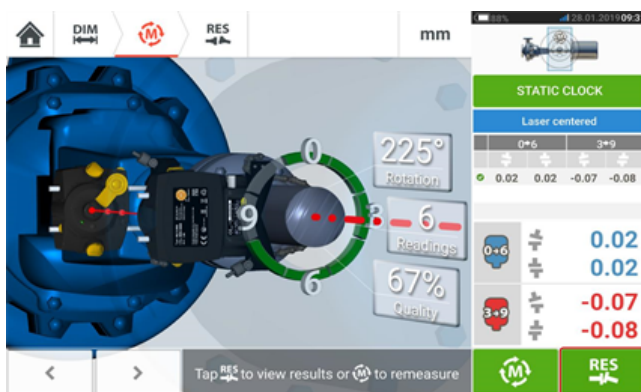 DIM
M
RES
mm
88%
28.01.2019 09:3
STATIC CLOCK
Laser centered
0→6 3→9
0.02 0.02 -0.07 -0.08
0
9
3
6
225°
Rotation
6
Readings
67%
Quality
0→6
0.02
0.02
3→9
-0.07
-0.08
Tap RES to view results or M to remeasure
M
RES